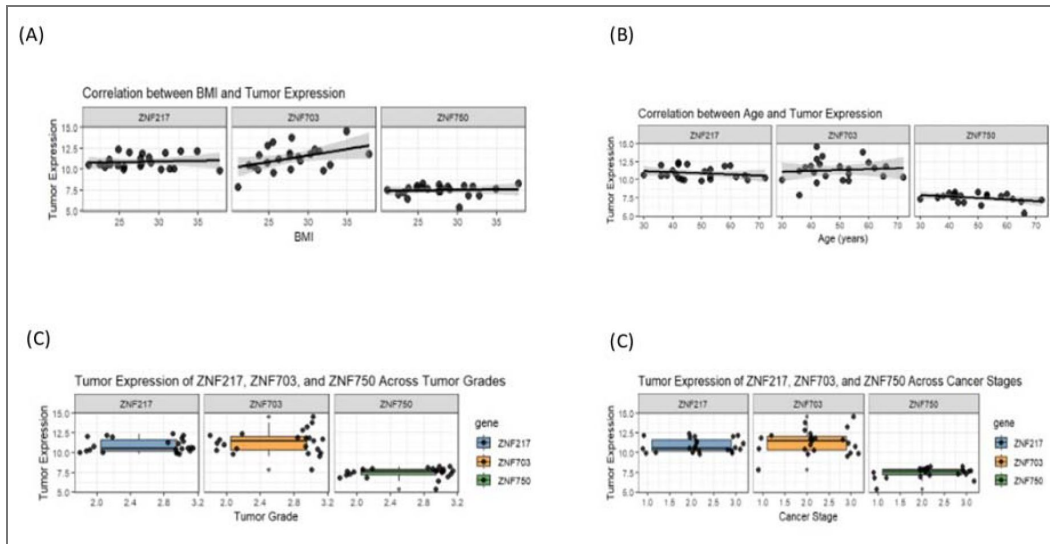 (A)
Correlation between BMI and Tumor Expression
ZNF217 ZNF703 ZNF750
Tumor Expression
15.0
12.5
10.0
7.5
5.0
25 30 35 25 30 35 25 30 35
BMI
(B)
Correlation between Age and Tumor Expression
ZNF217 ZNF703 ZNF750
Tumor Expression
15.0
12.5
10.0
7.5
5.0
30 40 50 60 70 30 40 50 60 70 30 40 50 60 70
Age (years)
(C)
Tumor Expression of ZNF217, ZNF703, and ZNF750 Across Tumor Grades
ZNF217 ZNF703 ZNF750
Tumor Expression
15.0
12.5
10.0
7.5
5.0
2.0 2.4 2.8 3.2 2.0 2.4 2.8 3.2 2.0 2.4 2.8 3.2
Tumor Grade
gene
ZNF217
ZNF703
ZNF750
(C)
Tumor Expression of ZNF217, ZNF703, and ZNF750 Across Cancer Stages
ZNF217 ZNF703 ZNF750
Tumor Expression
15.0
12.5
10.0
7.5
5.0
1.0 1.5 2.0 2.5 3.0 1.0 1.5 2.0 2.5 3.0 1.0 1.5 2.0 2.5 3.0
Cancer Stage
gene
ZNF217
ZNF703
ZNF750